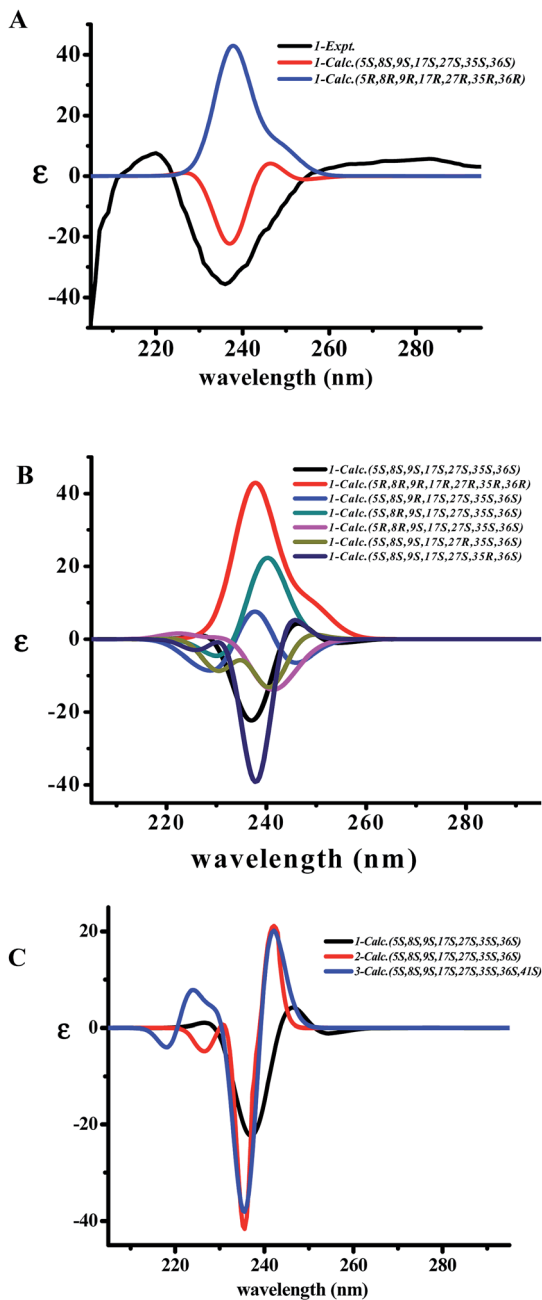 A
1-Expt.
1-Calc.(5S,8S,9S,17S,27S,35S,36S)
1-Calc.(5R,8R,9R,17R,27R,35R,36R)
40
20
0
-20
-40
ε
220
240
260
280
wavelength (nm)
B
1-Calc.(5S,8S,9S,17S,27S,35S,36S)
1-Calc.(5R,8R,9R,17R,27R,35R,36R)
1-Calc.(5S,8S,9R,17S,27S,35S,36S)
1-Calc.(5S,8R,9S,17S,27S,35S,36S)
1-Calc.(5R,8R,9S,17S,27S,35S,36S)
1-Calc.(5S,8S,9S,17S,27R,35S,36S)
1-Calc.(5S,8S,9S,17S,27S,35R,36S)
40
20
0
-20
-40
ε
220
240
260
280
wavelength (nm)
C
1-Calc.(5S,8S,9S,17S,27S,35S,36S)
2-Calc.(5S,8S,9S,17S,27S,35S,36S)
3-Calc.(5S,8S,9S,17S,27S,35S,36S,41S)
20
0
-20
-40
ε
220
240
260
280
wavelength (nm)